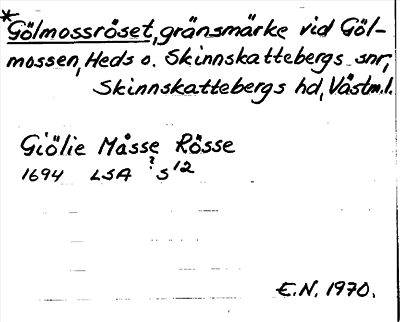 *Gölmossröset, gränsmärke vid Göl-
mossen, Heds o. Skinnskattebergs snr,
Skinnskattebergs hd, Västm.l.
Giölie Måsse Rösse
1694 LSA ? S12
E.N. 1970.